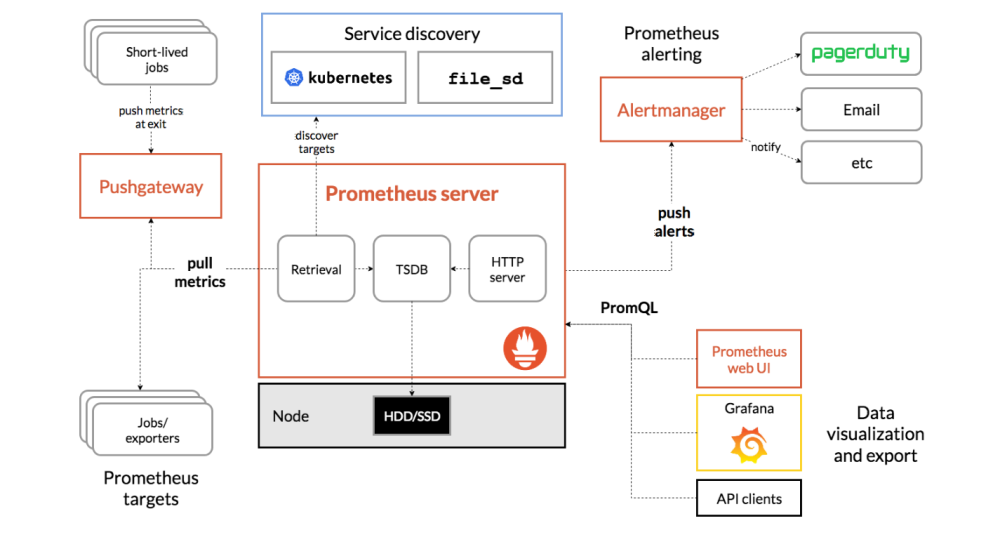 Short-lived
jobs
push metrics
at exit
Pushgateway
Service discovery
kubernetes
file_sd
discover
targets
Prometheus
alerting
Alertmanager
pagerduty
Email
notify
etc
Prometheus server
Retrieval
TSDB
HTTP
server
pull
metrics
push
alerts
PromQL
Node
HDD/SSD
Jobs/
exporters
Prometheus
targets
Prometheus
web UI
Grafana
API clients
Data
visualization
and export